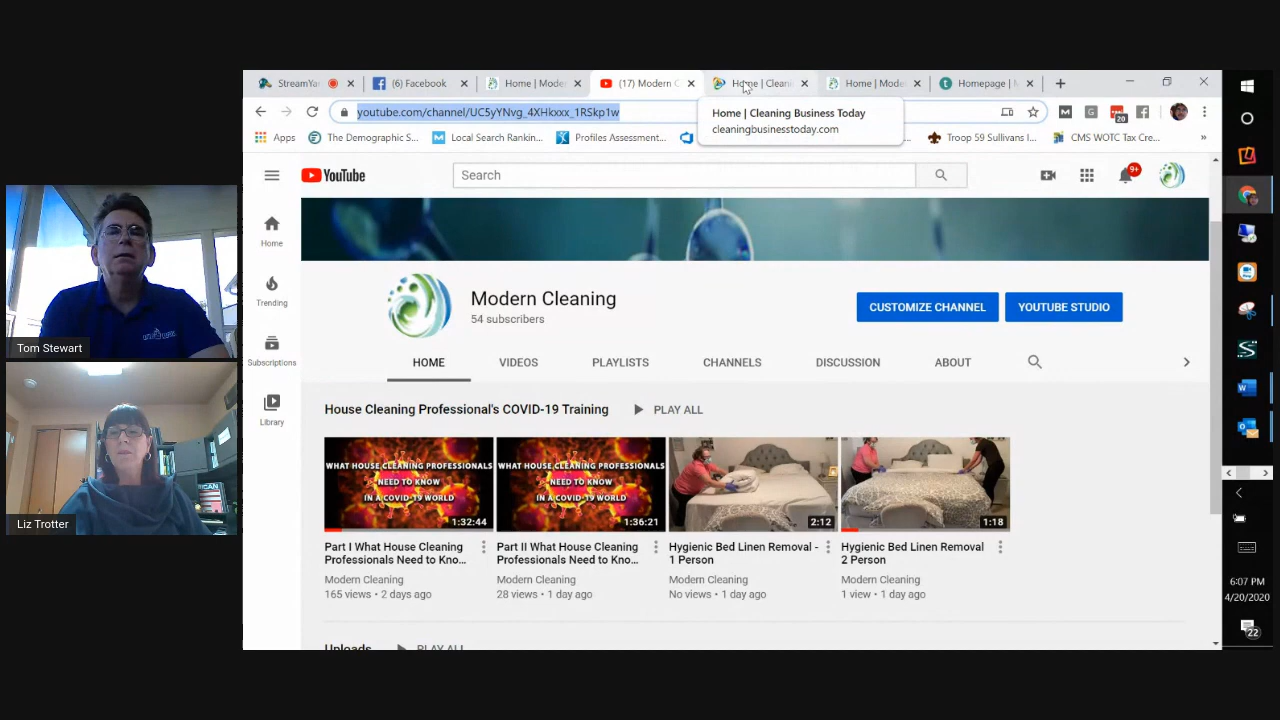 StreamYa
(6) Facebook
Home | Moder
(17) Modern C
Home | Cleani
Home | Moder
Homepage |
youtube.com/channel/UC5yYNvg_4XHkxxx_1RSkp1w
Home | Cleaning Business Today
cleaningbusinesstoday.com
20
Apps
The Demographic S...
Local Search Rankin...
Profiles Assessment...
Troop 59 Sullivans I...
CMS WOTC Tax Cre...
YouTube
Search
9+
Home
Trending
Subscriptions
Library
Modern Cleaning
54 subscribers
CUSTOMIZE CHANNEL
YOUTUBE STUDIO
HOME
VIDEOS
PLAYLISTS
CHANNELS
DISCUSSION
ABOUT
House Cleaning Professional's COVID-19 Training
PLAY ALL
WHAT HOUSE CLEANING PROFESSIONALS
NEED TO KNOW
IN A COVID-19 WORLD
1:32:44
WHAT HOUSE CLEANING PROFESSIONALS
NEED TO KNOW
IN A COVID-19 WORLD
1:36:21
2:12
1:18
Part I What House Cleaning
Professionals Need to Kno...
Modern Cleaning
165 views • 2 days ago
Part II What House Cleaning
Professionals Need to Kno...
Modern Cleaning
28 views • 1 day ago
Hygienic Bed Linen Removal -
1 Person
Modern Cleaning
No views • 1 day ago
Hygienic Bed Linen Removal
2 Person
Modern Cleaning
1 view • 1 day ago
Uploads
PLAY ALL
Tom Stewart
Liz Trotter
6:07 PM
4/20/2020
22